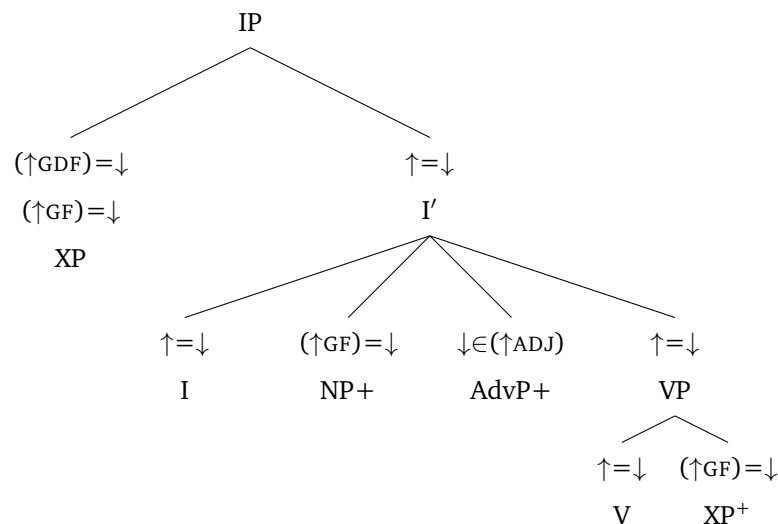 IP
(↑GDF)=↓ ↑=↓
(↑GF)=↓ I′
XP
↑=↓ (↑GF)=↓ ↓∈(↑ADJ) ↑=↓
I NP+ AdvP+ VP
↑=↓ (↑GF)=↓
V XP⁺